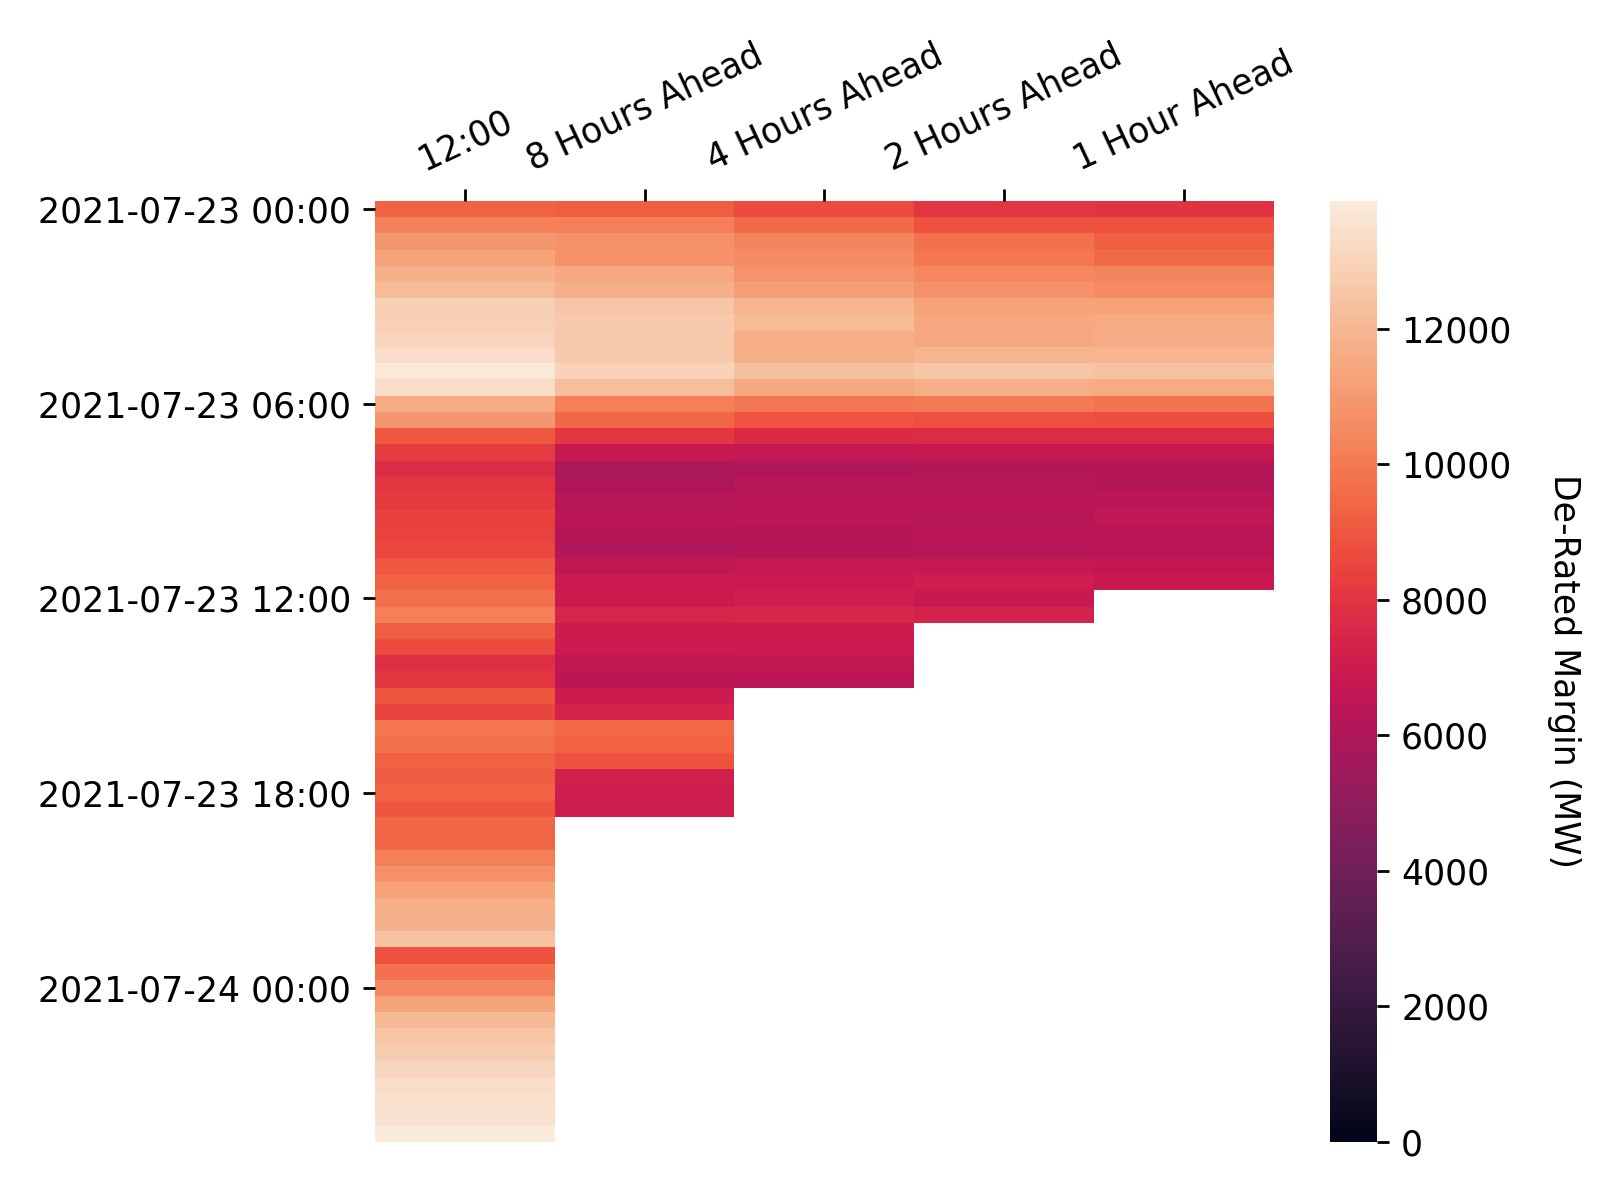 12:00
8 Hours Ahead
4 Hours Ahead
2 Hours Ahead
1 Hour Ahead
2021-07-23 00:00
2021-07-23 06:00
2021-07-23 12:00
2021-07-23 18:00
2021-07-24 00:00
12000
10000
8000
6000
4000
2000
0
De-Rated Margin (MW)